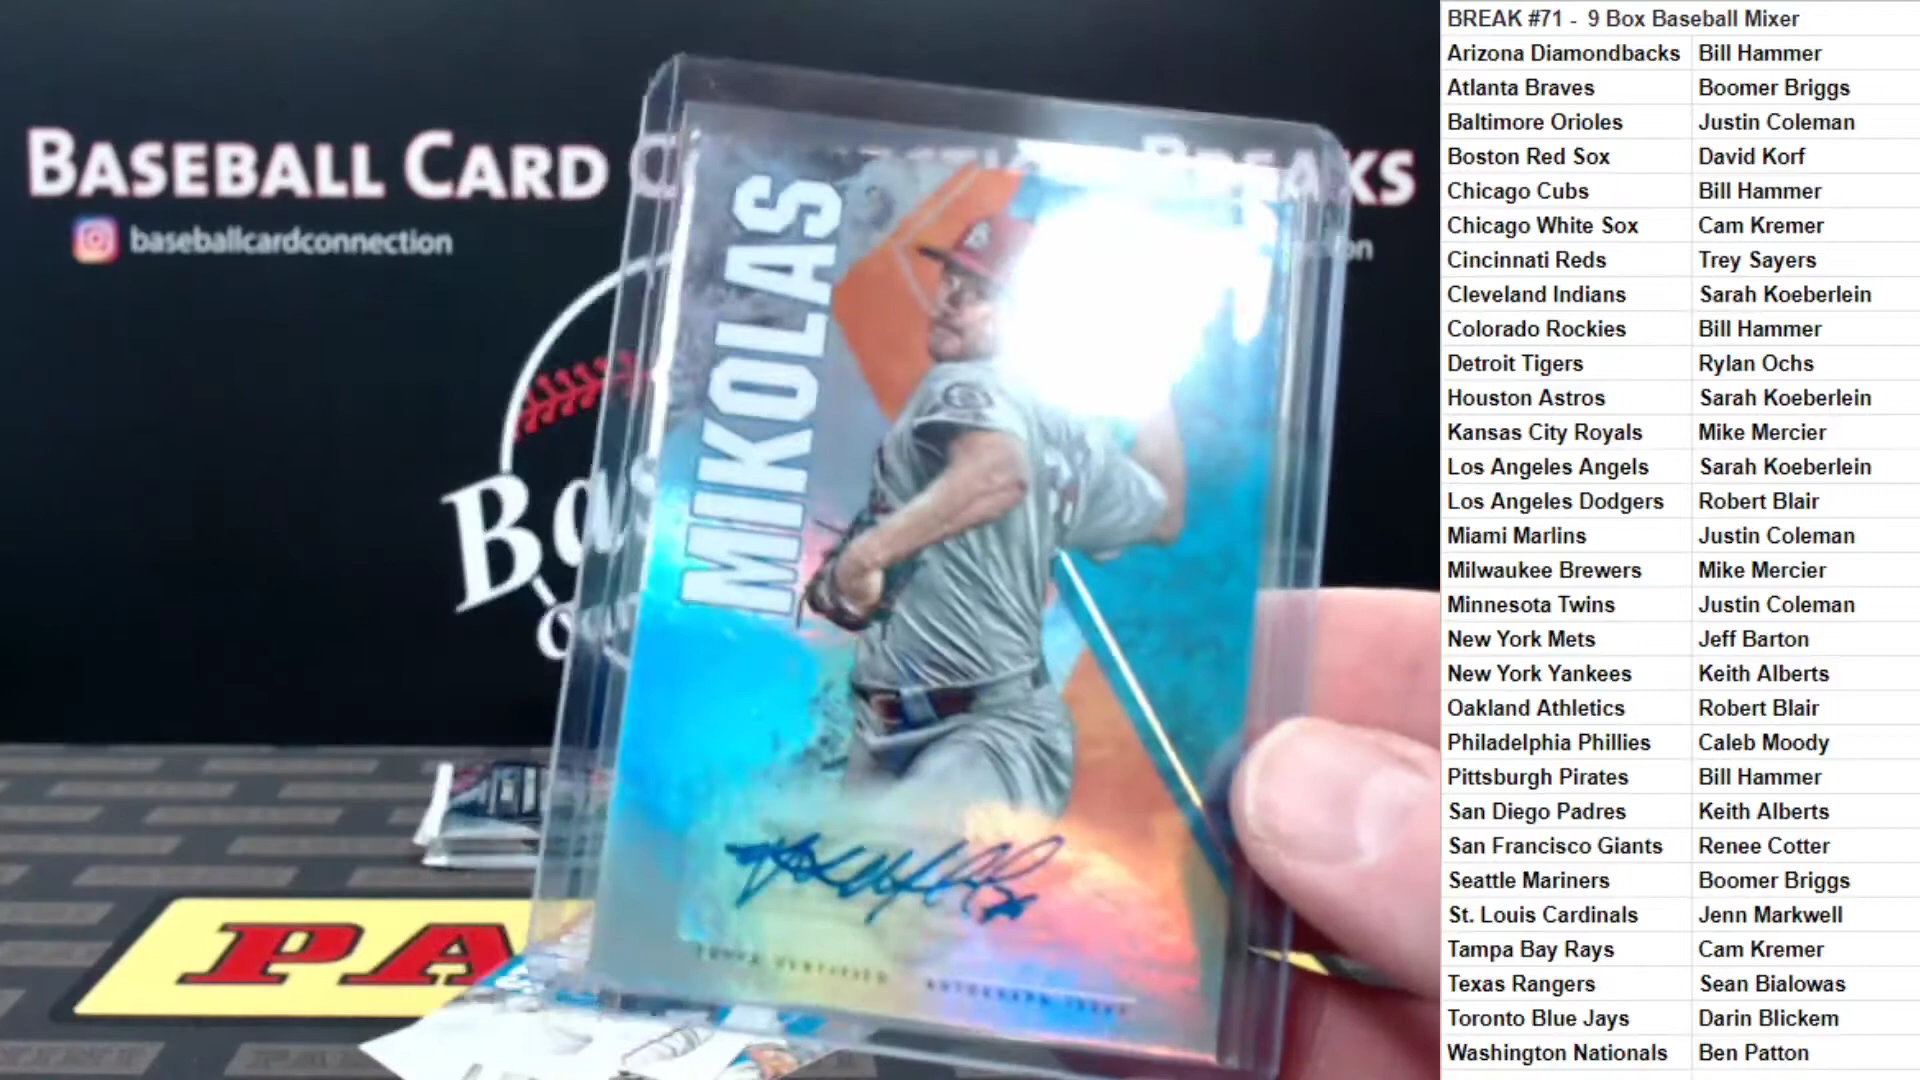 BREAK #71 - 9 Box Baseball Mixer
Arizona Diamondbacks Bill Hammer
Atlanta Braves Boomer Briggs
Baltimore Orioles Justin Coleman
Boston Red Sox David Korf
Chicago Cubs Bill Hammer
Chicago White Sox Cam Kremer
Cincinnati Reds Trey Sayers
Cleveland Indians Sarah Koeberlein
Colorado Rockies Bill Hammer
Detroit Tigers Rylan Ochs
Houston Astros Sarah Koeberlein
Kansas City Royals Mike Mercier
Los Angeles Angels Sarah Koeberlein
Los Angeles Dodgers Robert Blair
Miami Marlins Justin Coleman
Milwaukee Brewers Mike Mercier
Minnesota Twins Justin Coleman
New York Mets Jeff Barton
New York Yankees Keith Alberts
Oakland Athletics Robert Blair
Philadelphia Phillies Caleb Moody
Pittsburgh Pirates Bill Hammer
San Diego Padres Keith Alberts
San Francisco Giants Renee Cotter
Seattle Mariners Boomer Briggs
St. Louis Cardinals Jenn Markwell
Tampa Bay Rays Cam Kremer
Texas Rangers Sean Bialowas
Toronto Blue Jays Darin Blickem
Washington Nationals Ben Patton
BASEBALL CARD
baseballcardconnection
MIKOLAS
TOPPS CERTIFIED AUTOGRAPH ISSUE